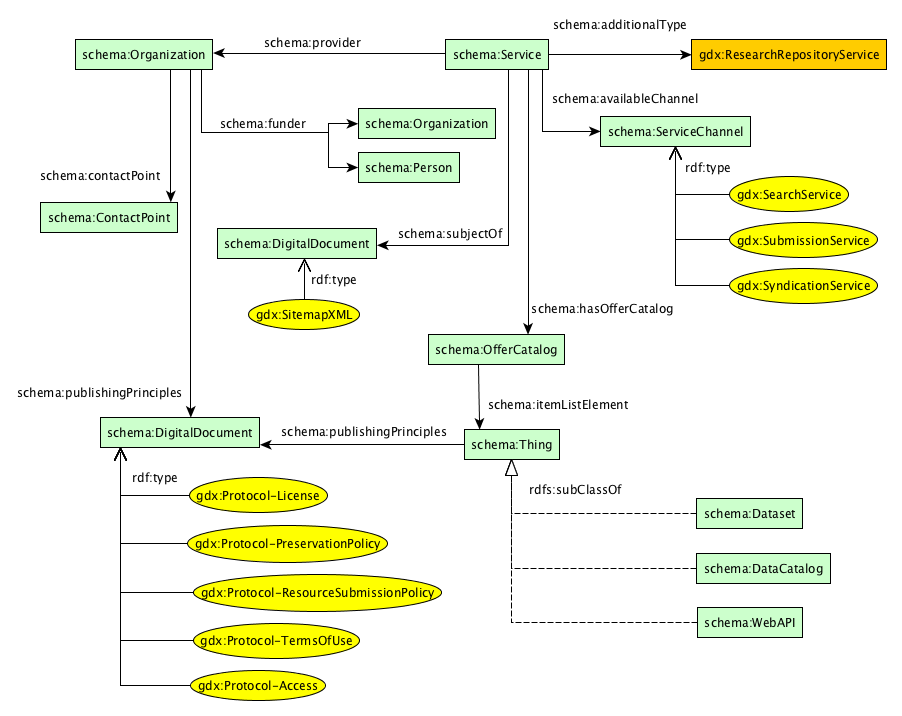 schema:additionalType
schema:provider
schema:Organization
schema:Service
gdx:ResearchRepositoryService
schema:availableChannel
schema:funder
schema:Organization
schema:ServiceChannel
schema:Person
rdf:type
schema:contactPoint
gdx:SearchService
schema:ContactPoint
schema:subjectOf
schema:DigitalDocument
gdx:SubmissionService
rdf:type
gdx:SyndicationService
gdx:SitemapXML
schema:hasOfferCatalog
schema:OfferCatalog
schema:publishingPrinciples
schema:itemListElement
schema:DigitalDocument
schema:publishingPrinciples
schema:Thing
rdf:type
rdfs:subClassOf
gdx:Protocol-License
schema:Dataset
gdx:Protocol-PreservationPolicy
schema:DataCatalog
gdx:Protocol-ResourceSubmissionPolicy
schema:WebAPI
gdx:Protocol-TermsOfUse
gdx:Protocol-Access